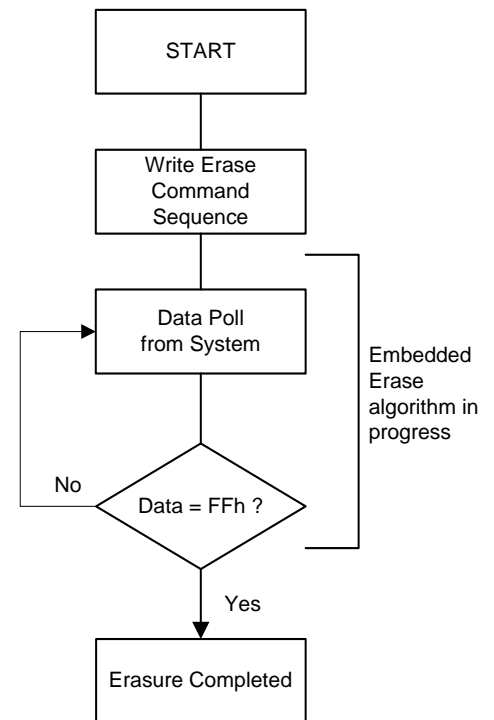 START
Write Erase
Command
Sequence
Data Poll
from System
Embedded
Erase
algorithm in
progress
No
Data = FFh ?
Yes
Erasure Completed